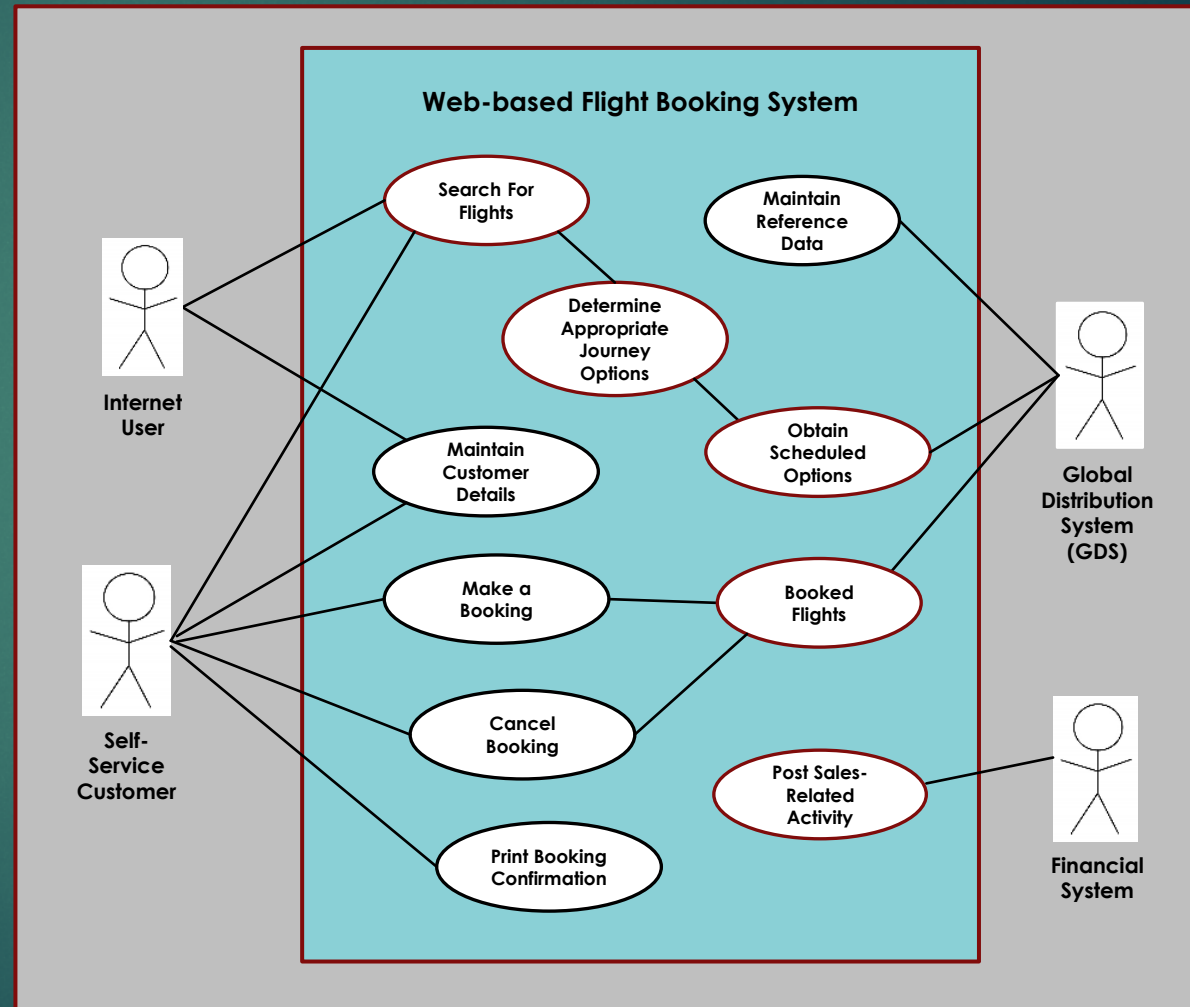 Web-based Flight Booking System
Search For
Flights
Maintain
Reference
Data
Determine
Appropriate
Journey
Options
Internet
User
Maintain
Customer
Details
Obtain
Scheduled
Options
Global
Distribution
System
(GDS)
Make a
Booking
Booked
Flights
Self-
Service
Customer
Cancel
Booking
Post Sales-
Related
Activity
Print Booking
Confirmation
Financial
System